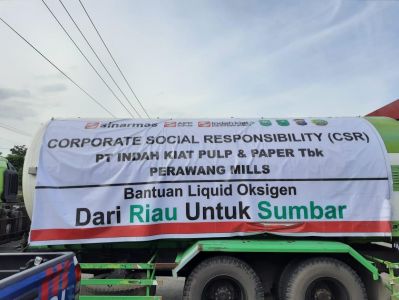 sinarmas
CORPORATE SOCIAL RESPONSIBILITY (CSR)
PT INDAH KIAT PULP & PAPER Tbk
PERAWANG MILLS
Bantuan Liquid Oksigen
Dari Riau Untuk Sumbar